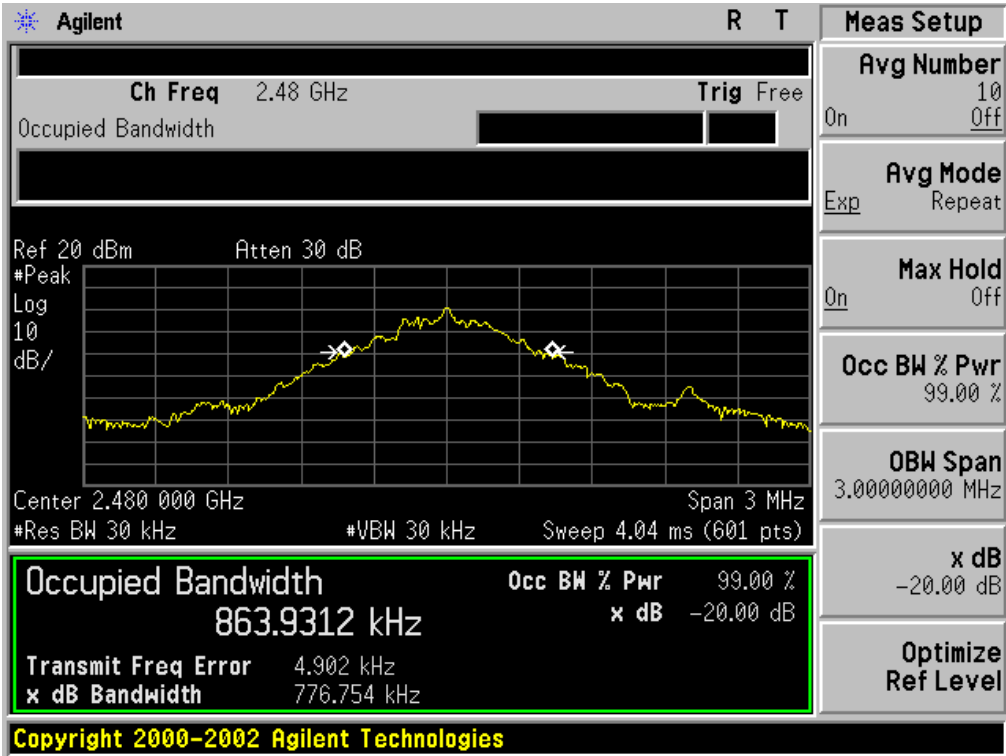 Agilent R T
Ch Freq 2.48 GHz Trig Free
Occupied Bandwidth
Ref 20 dBm Atten 30 dB
#Peak
Log
10
dB/
Center 2.480 000 GHz Span 3 MHz
#Res BW 30 kHz #VBW 30 kHz Sweep 4.04 ms (601 pts)
Occupied Bandwidth
863.9312 kHz
Occ BW % Pwr 99.00 %
x dB -20.00 dB
Transmit Freq Error 4.902 kHz
x dB Bandwidth 776.754 kHz
Copyright 2000-2002 Agilent Technologies
Meas Setup
Avg Number
10
On Off
Avg Mode
Exp Repeat
Max Hold
On Off
Occ BW % Pwr
99.00 %
OBW Span
3.00000000 MHz
x dB
-20.00 dB
Optimize
Ref Level